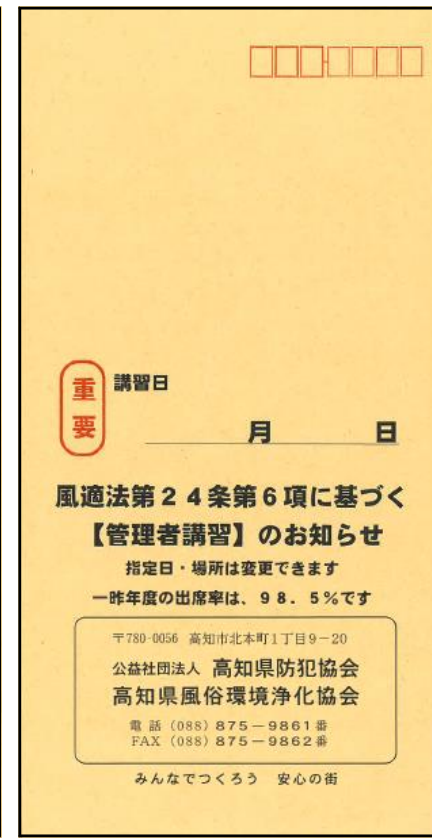 重要
講習日
月 日
風適法第24条第6項に基づく
【管理者講習】のお知らせ
指定日・場所は変更できます
一昨年度の出席率は、98.5%です
〒780-0056 高知市北本町1丁目9−20
公益社団法人 高知県防犯協会
高知県風俗環境浄化協会
電話(088)875−9861番
FAX(088)875−9862番
みんなでつくろう 安心の街